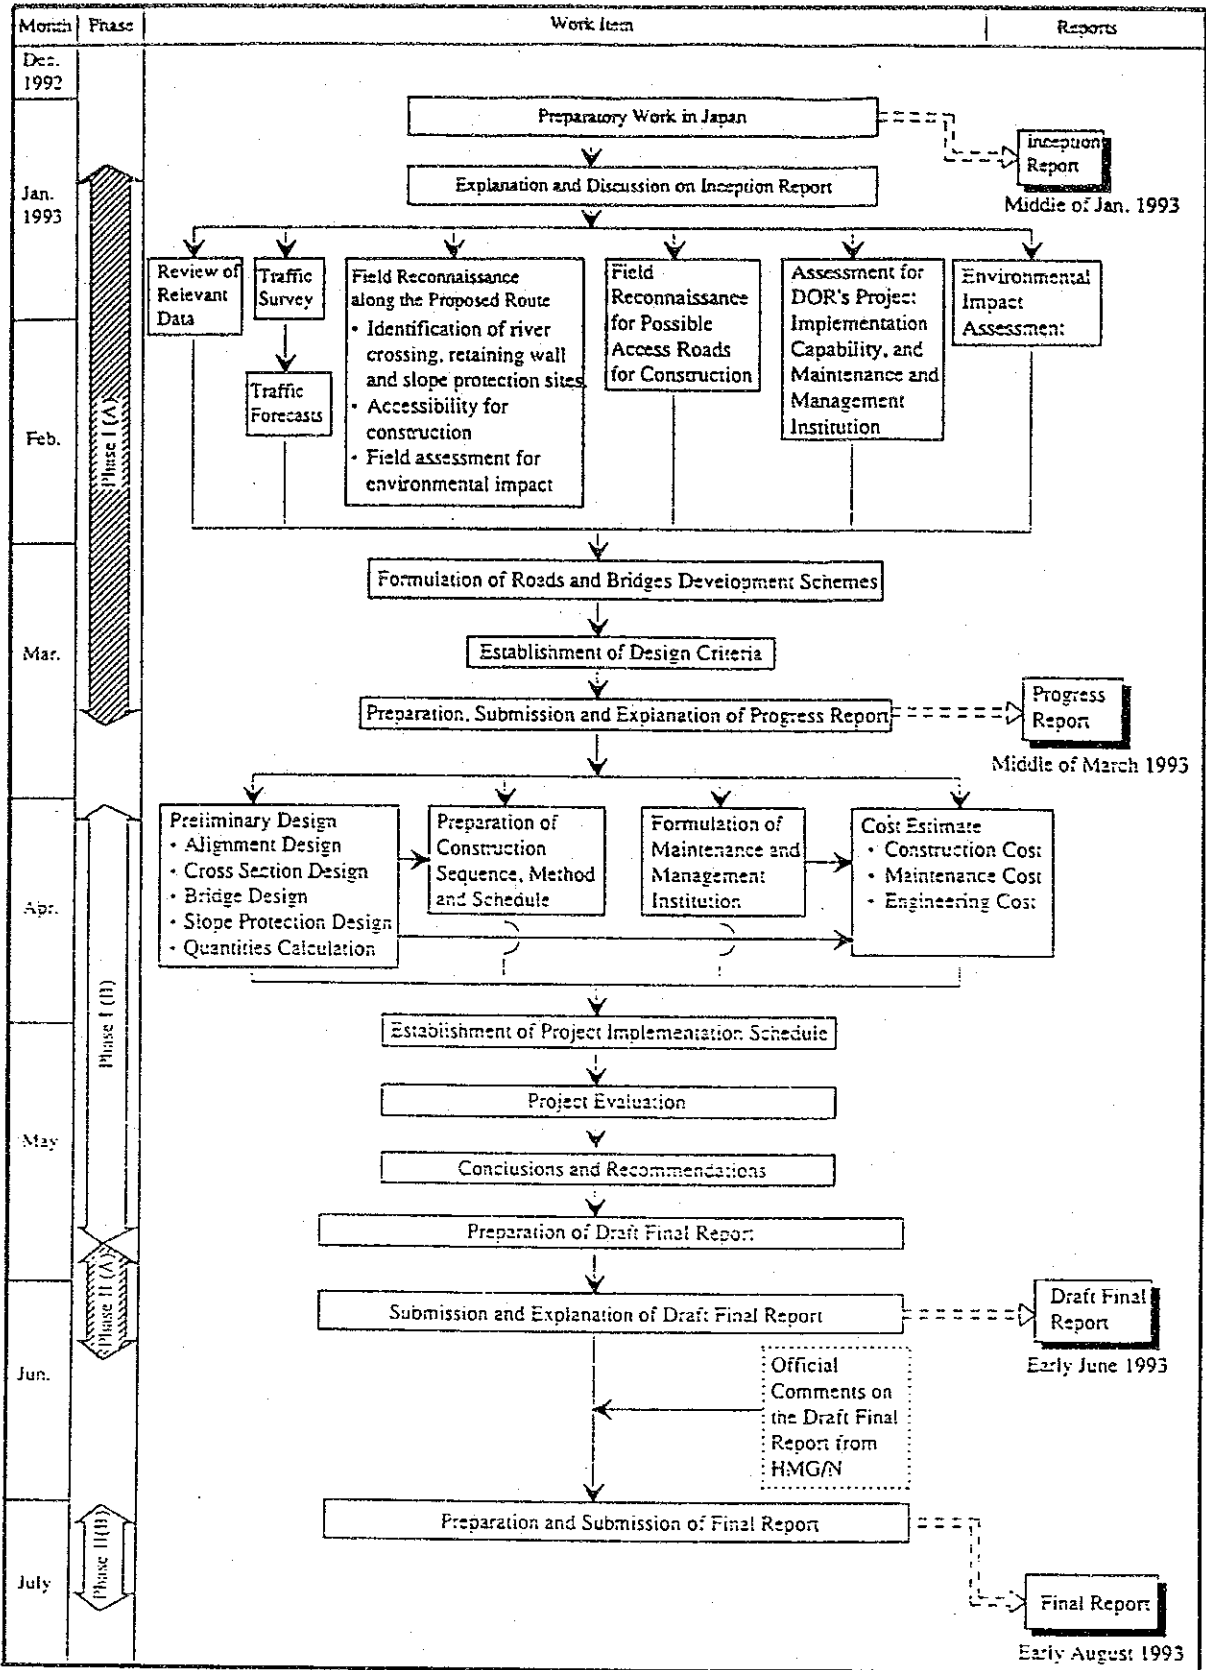 Month
Phase
Work Item
Reports
Dec.
1992
Preparatory Work in Japan
Inception
Report
Middle of Jan. 1993
Explanation and Discussion on Inception Report
Jan.
1993
Review of
Relevant
Data
Traffic
Survey
Traffic
Forecasts
Field Reconnaissance
along the Proposed Route
• Identification of river
crossing, retaining wall
and slope protection sites
• Accessibility for
construction
• Field assessment for
environmental impact
Field
Reconnaissance
for Possible
Access Roads
for Construction
Assessment for
DOR's Project
Implementation
Capability, and
Maintenance and
Management
Institution
Environmental
Impact
Assessment
Phase I (A)
Feb.
Formulation of Roads and Bridges Development Schemes
Mar.
Establishment of Design Criteria
Preparation, Submission and Explanation of Progress Report
Progress
Report
Middle of March 1993
Preliminary Design
• Alignment Design
• Cross Section Design
• Bridge Design
• Slope Protection Design
• Quantities Calculation
Preparation of
Construction
Sequence, Method
and Schedule
Formulation of
Maintenance and
Management
Institution
Cost Estimate
• Construction Cost
• Maintenance Cost
• Engineering Cost
Apr.
Phase I (B)
Establishment of Project Implementation Schedule
Project Evaluation
May
Conclusions and Recommendations
Preparation of Draft Final Report
Phase II (A)
Submission and Explanation of Draft Final Report
Draft Final
Report
Early June 1993
Jun.
Official
Comments on
the Draft Final
Report from
HMG/N
Preparation and Submission of Final Report
Phase II(B)
July
Final Report
Early August 1993